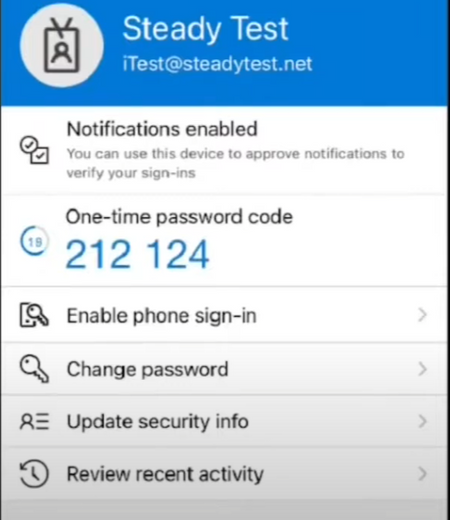 Steady Test
iTest@steadytest.net
Notifications enabled
You can use this device to approve notifications to
verify your sign-ins
One-time password code
19
212 124
Enable phone sign-in
Change password
Update security info
Review recent activity